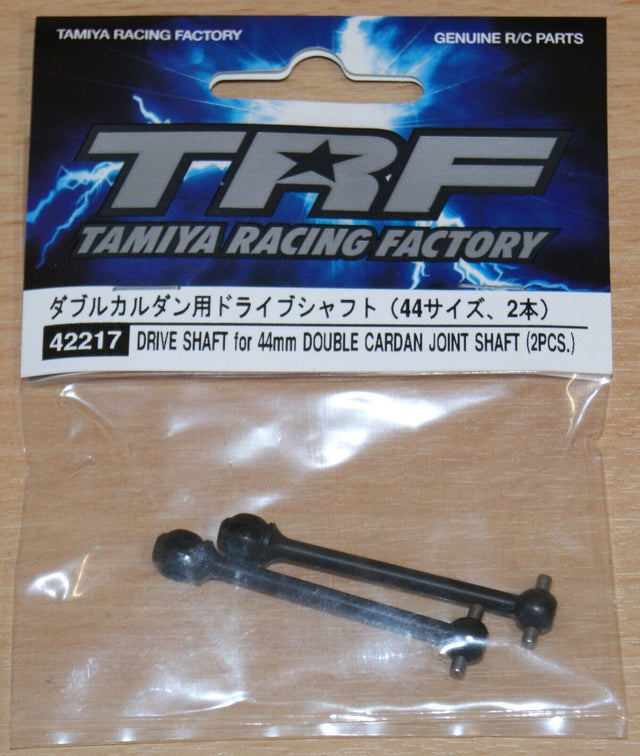 TAMIYA RACING FACTORY
GENUINE R/C PARTS
TRF
TAMIYA RACING FACTORY
ダブルカルダン用ドライブシャフト（44サイズ、2本）
42217 DRIVE SHAFT for 44mm DOUBLE CARDAN JOINT SHAFT (2PCS.)